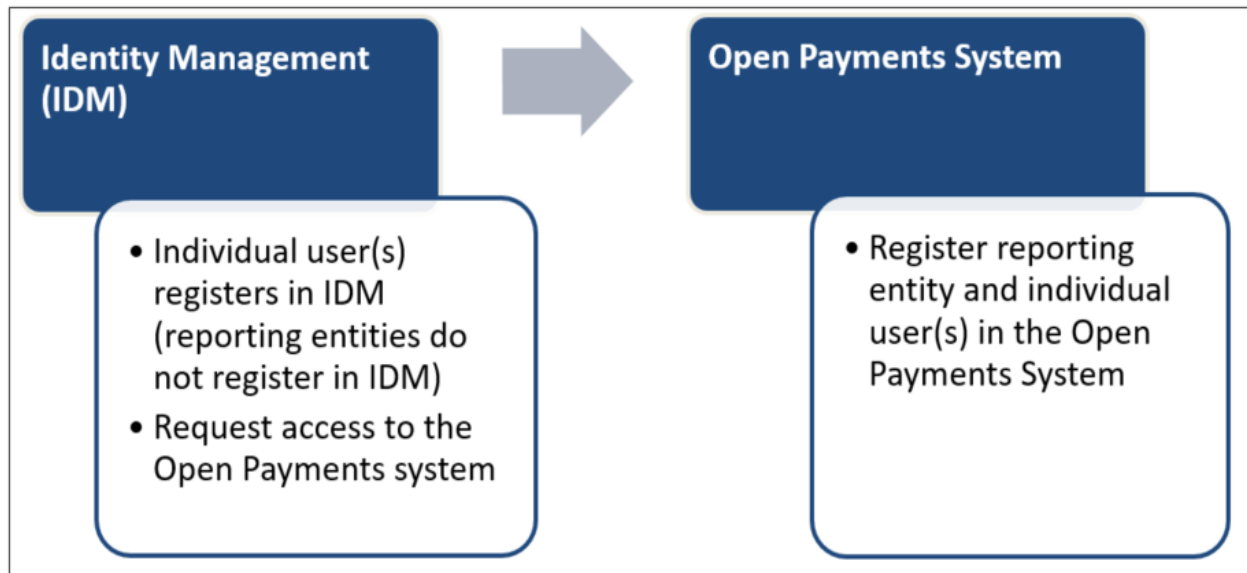 Identity Management
(IDM)
• Individual user(s)
registers in IDM
(reporting entities do
not register in IDM)
• Request access to the
Open Payments system
Open Payments System
• Register reporting
entity and individual
user(s) in the Open
Payments System